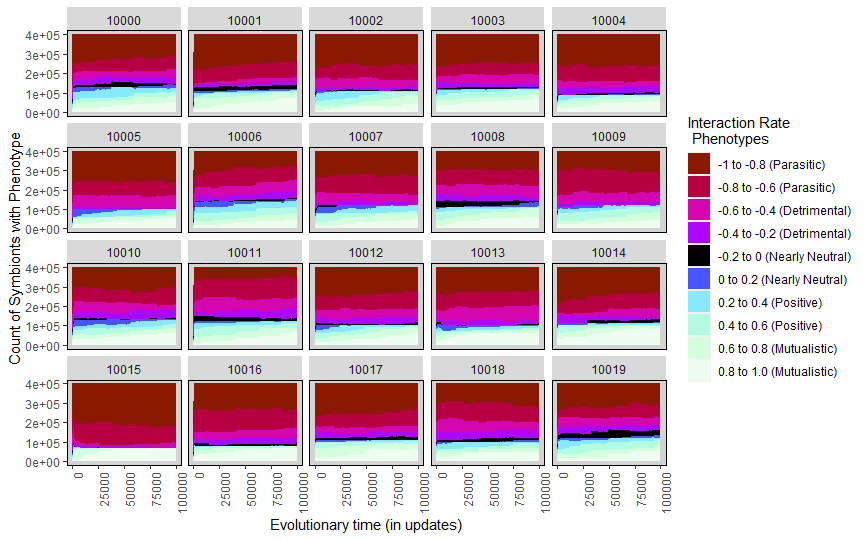 10000 10001 10002 10003 10004
4e+05
3e+05
2e+05
1e+05
0e+00
10005 10006 10007 10008 10009
4e+05
3e+05
2e+05
1e+05
0e+00
10010 10011 10012 10013 10014
4e+05
3e+05
2e+05
1e+05
0e+00
10015 10016 10017 10018 10019
4e+05
3e+05
2e+05
1e+05
0e+00
0 25000 50000 75000 100000 0 25000 50000 75000 100000 0 25000 50000 75000 100000 0 25000 50000 75000 100000 0 25000 50000 75000 100000
Evolutionary time (in updates)
Count of Symbionts with Phenotype
Interaction Rate
Phenotypes
-1 to -0.8 (Parasitic)
-0.8 to -0.6 (Parasitic)
-0.6 to -0.4 (Detrimental)
-0.4 to -0.2 (Detrimental)
-0.2 to 0 (Nearly Neutral)
0 to 0.2 (Nearly Neutral)
0.2 to 0.4 (Positive)
0.4 to 0.6 (Positive)
0.6 to 0.8 (Mutualistic)
0.8 to 1.0 (Mutualistic)